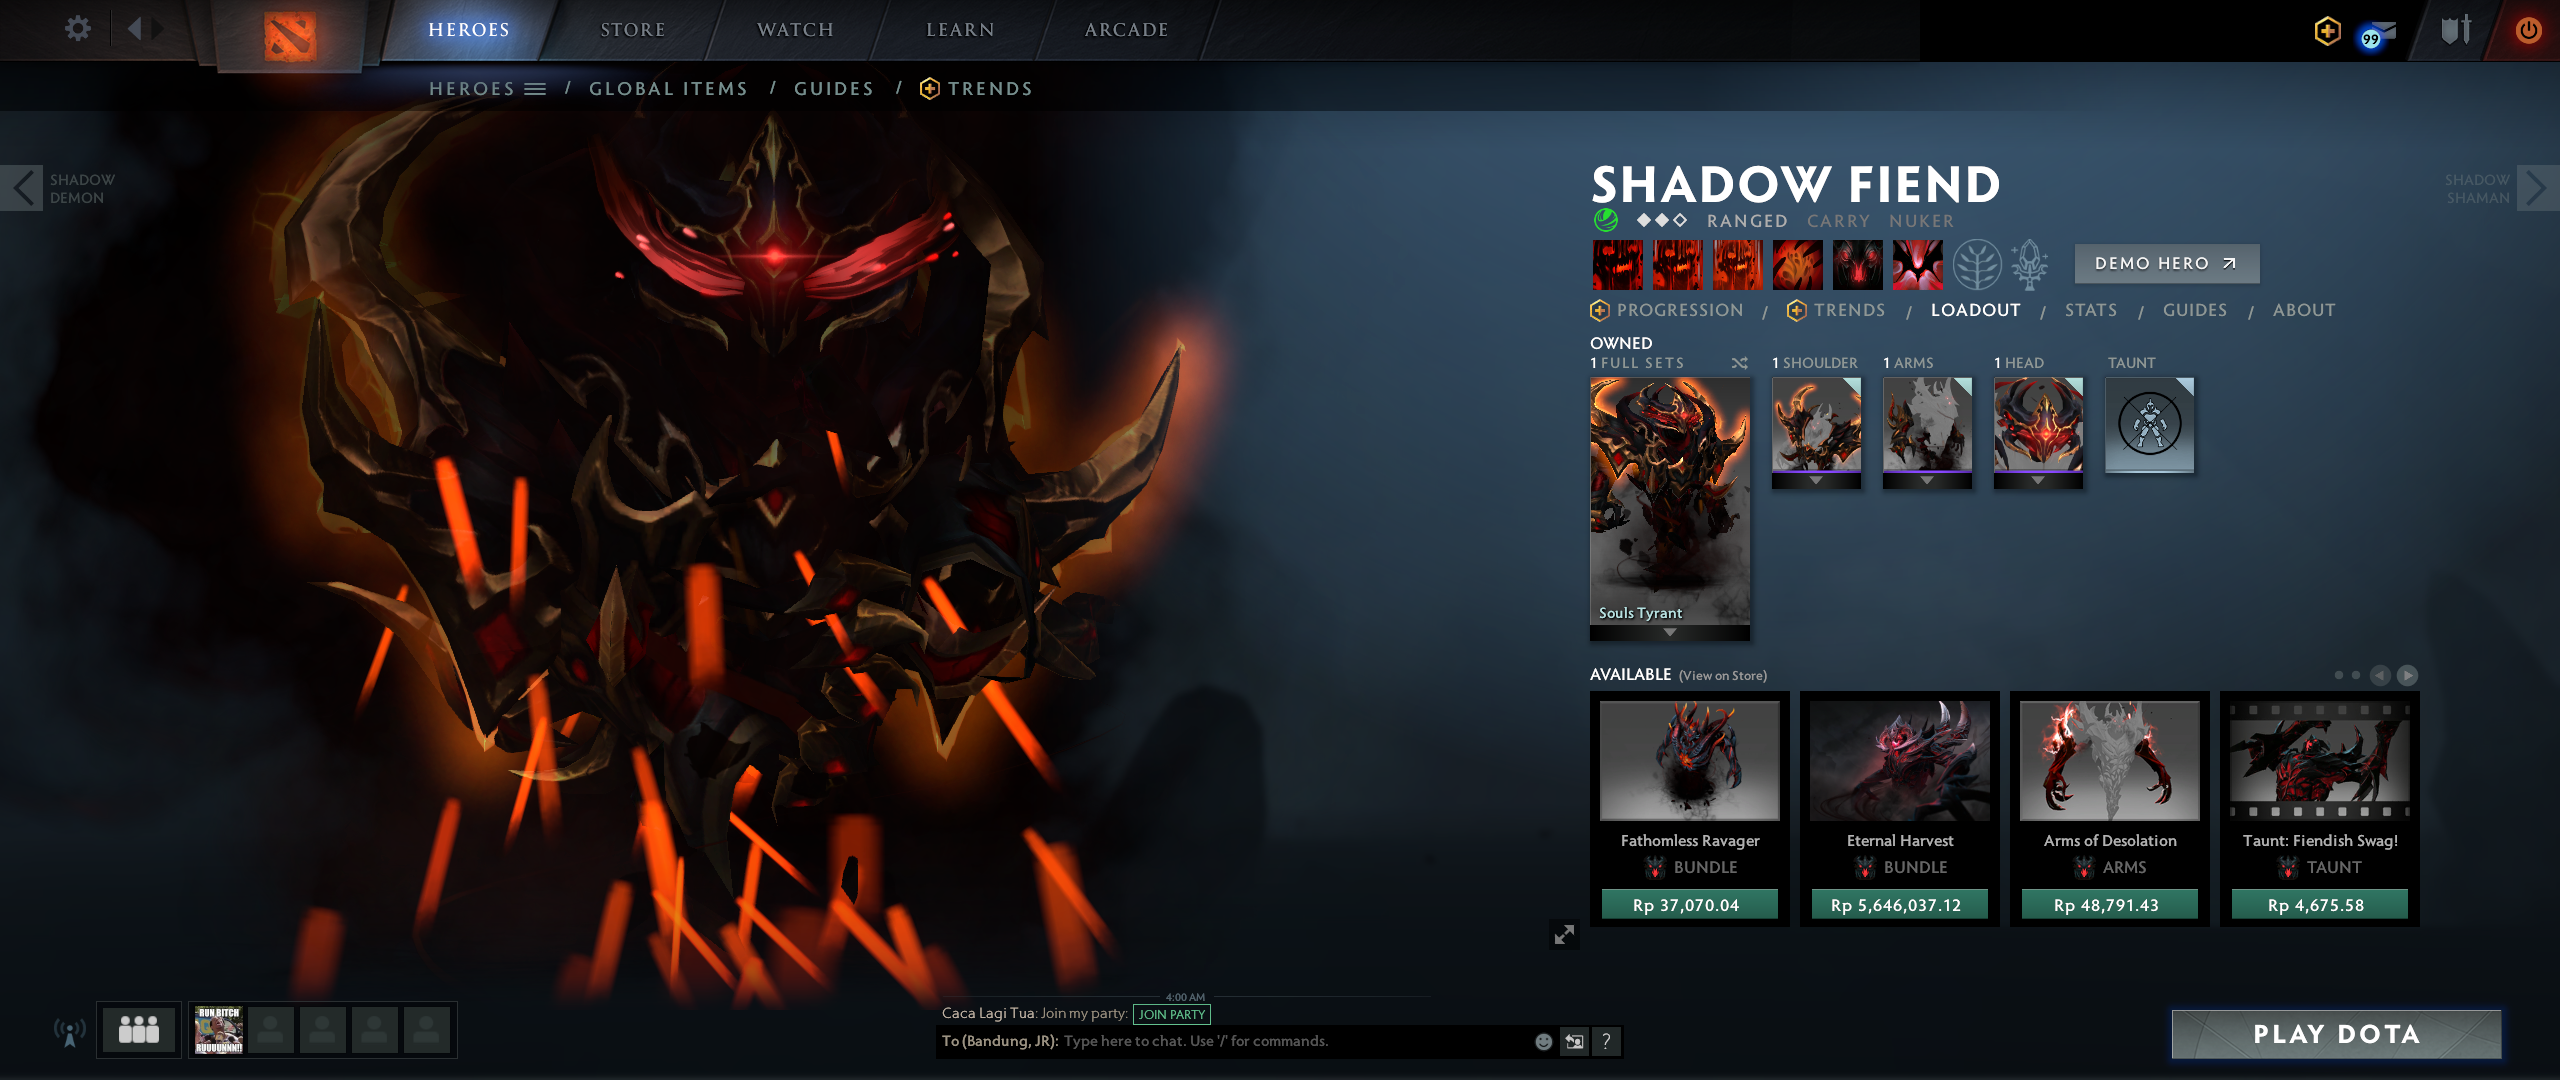 HEROES
STORE
WATCH
LEARN
ARCADE
99
HEROES / GLOBAL ITEMS / GUIDES / TRENDS
SHADOW
DEMON
SHADOW
SHAMAN
SHADOW FIEND
RANGED CARRY NUKER
DEMO HERO
PROGRESSION / TRENDS / LOADOUT / STATS / GUIDES / ABOUT
OWNED
1 FULL SETS
1 SHOULDER
1 ARMS
1 HEAD
TAUNT
Souls Tyrant
AVAILABLE (View on Store)
Fathomless Ravager
BUNDLE
Rp 37,070.04
Eternal Harvest
BUNDLE
Rp 5,646,037.12
Arms of Desolation
ARMS
Rp 48,791.43
Taunt: Fiendish Swag!
TAUNT
Rp 4,675.58
4:00 AM
Caca Lagi Tua: Join my party: JOIN PARTY
To (Bandung, JR): Type here to chat. Use '/' for commands.
?
RUN BITCH
RUUUUNNN!!
PLAY DOTA